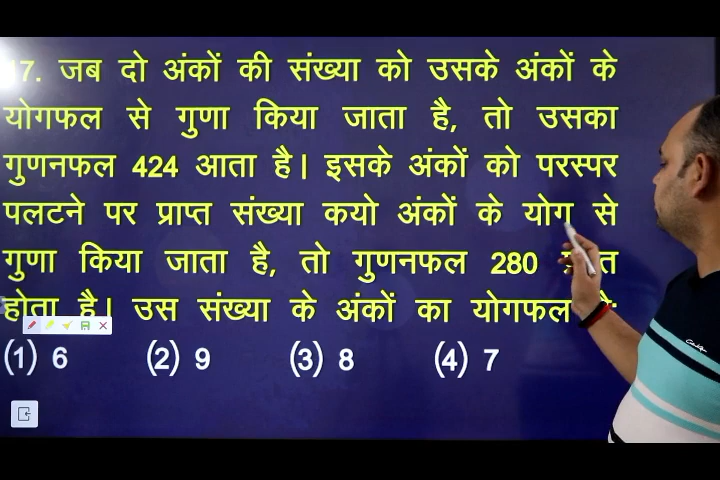 7. जब दो अंकों की संख्या को उसके अंकों के
योगफल से गुणा किया जाता है, तो उसका
गुणनफल 424 आता है। इसके अंकों को परस्पर
पलटने पर प्राप्त संख्या कयो अंकों के योग से
गुणा किया जाता है, तो गुणनफल 280
होता है। उस संख्या के अंकों का योगफल
(1) 6 (2) 9 (3) 8 (4) 7